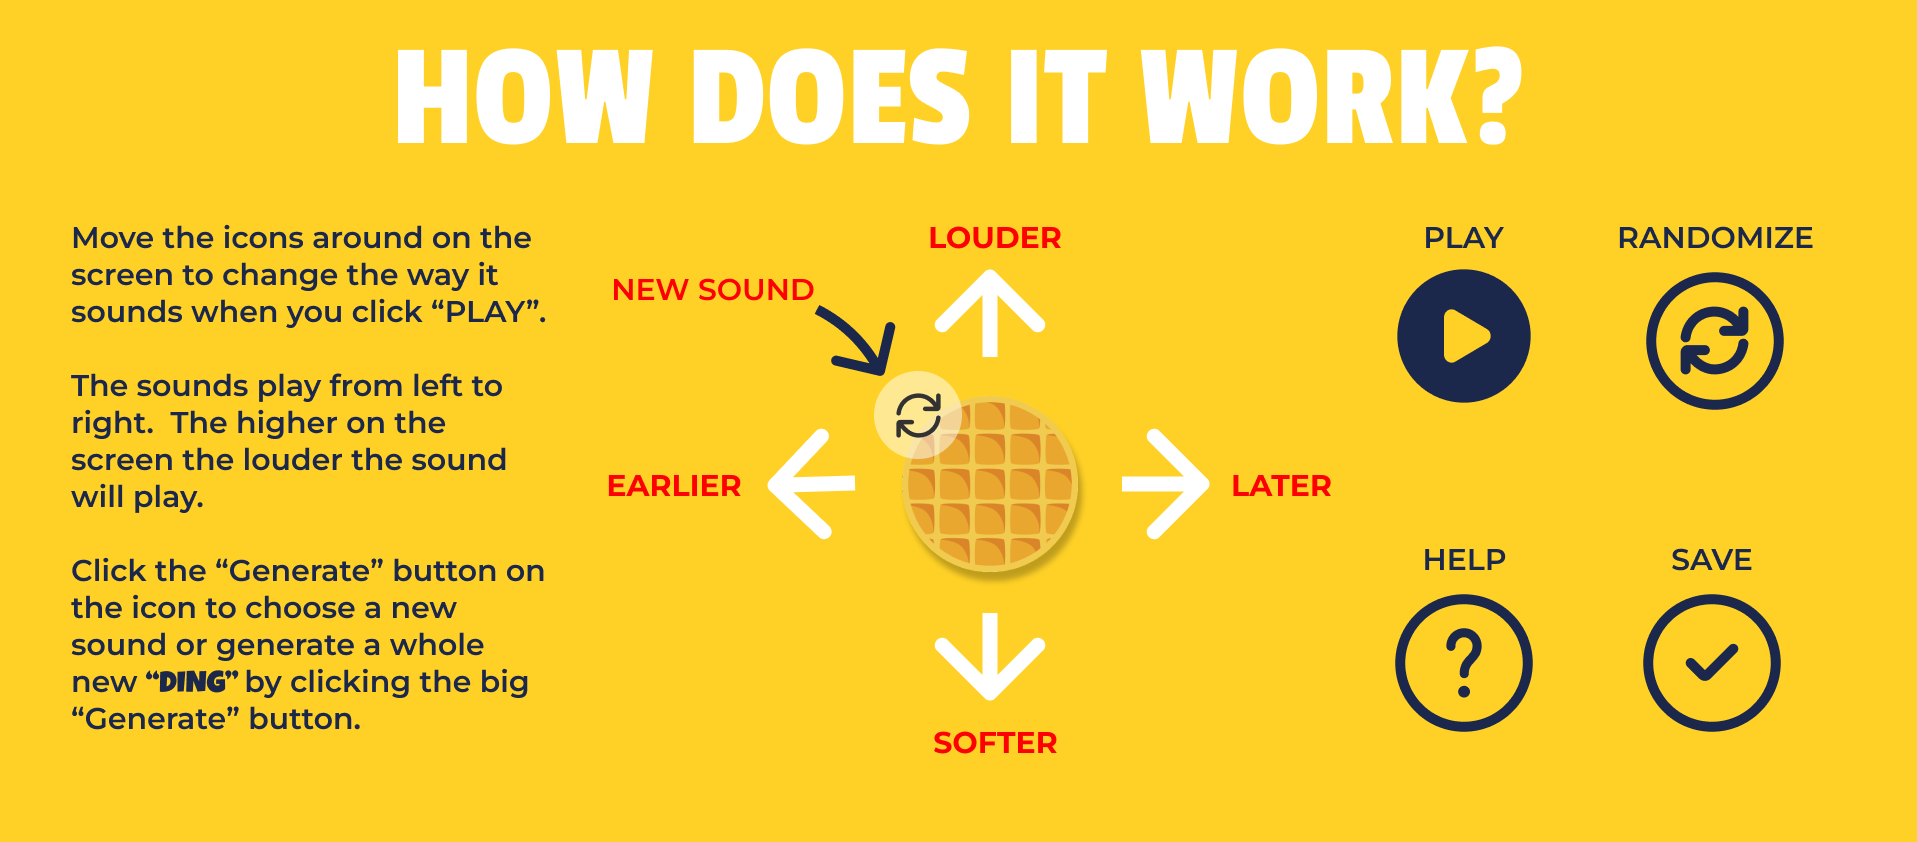 HOW DOES IT WORK?
Move the icons around on the
screen to change the way it
sounds when you click “PLAY”.
The sounds play from left to
right.  The higher on the
screen the louder the sound
will play.
Click the “Generate” button on
the icon to choose a new
sound or generate a whole
new “DING” by clicking the big
“Generate” button.
NEW SOUND
LOUDER
EARLIER
LATER
SOFTER
PLAY
RANDOMIZE
HELP
SAVE